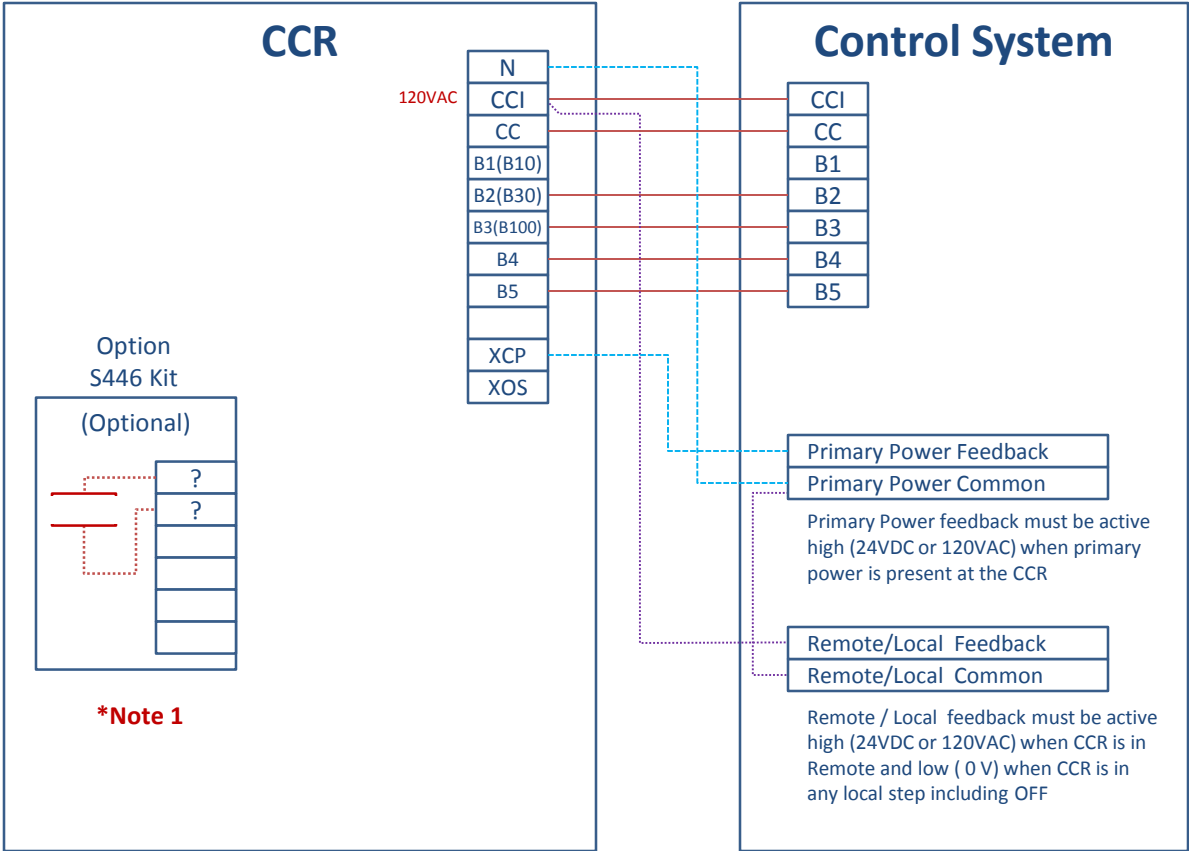 CCR
N
120VAC
CCI
CC
B1(B10)
B2(B30)
B3(B100)
B4
B5
XCP
XOS
Option
S446 Kit
(Optional)
?
?
*Note 1
Control System
CCI
CC
B1
B2
B3
B4
B5
Primary Power Feedback
Primary Power Common
Primary Power feedback must be active
high (24VDC or 120VAC) when primary
power is present at the CCR
Remote/Local Feedback
Remote/Local Common
Remote / Local feedback must be active
high (24VDC or 120VAC) when CCR is in
Remote and low ( 0 V) when CCR is in
any local step including OFF